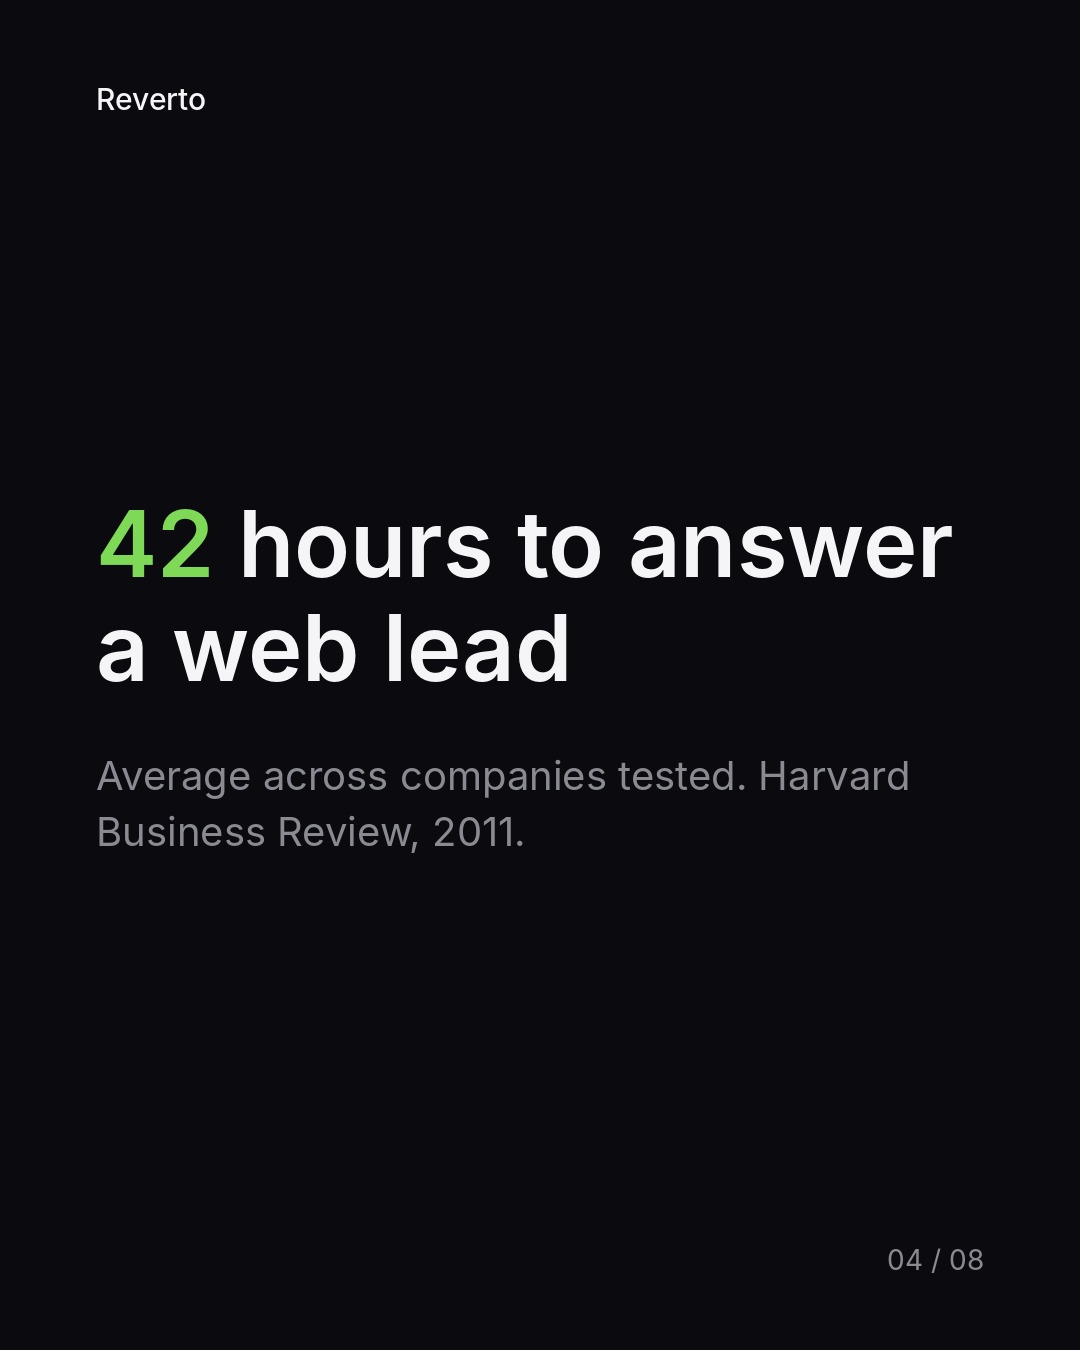 Reverto
42 hours to answer
a web lead
Average across companies tested. Harvard
Business Review, 2011.
04 / 08